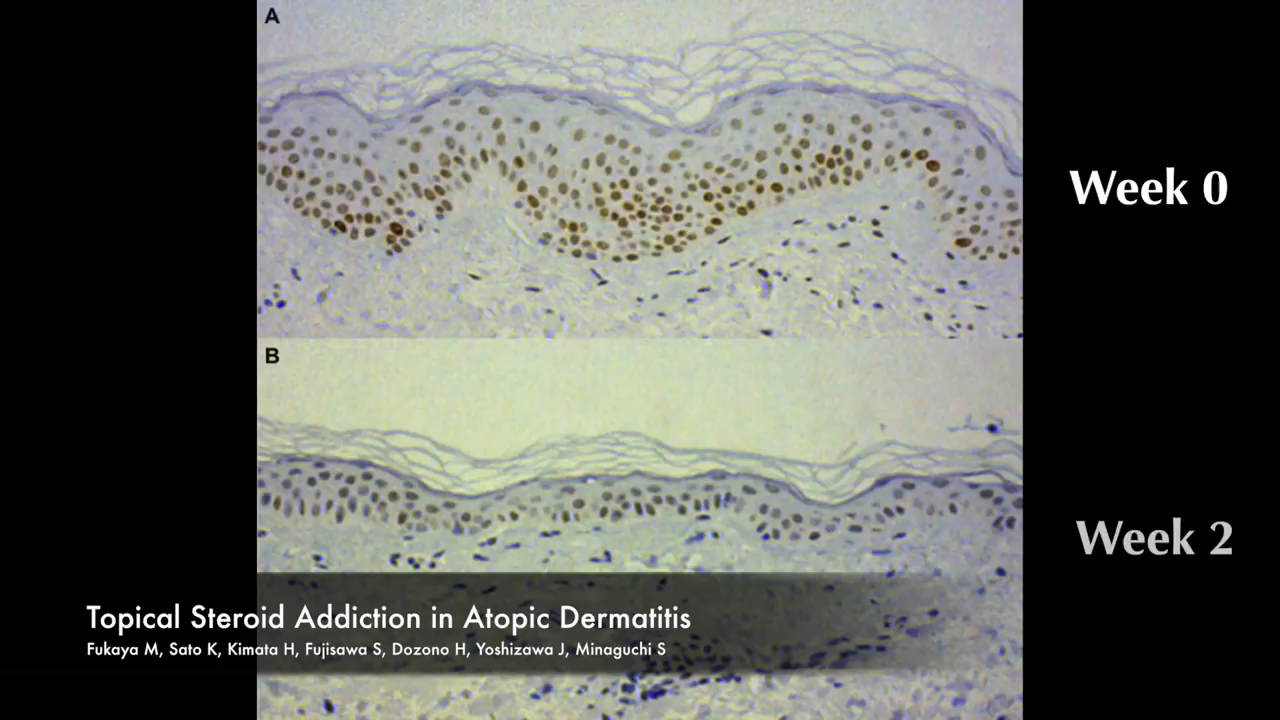 A
Week 0
B
Week 2
Topical Steroid Addiction in Atopic Dermatitis
Fukaya M, Sato K, Kimata H, Fujisawa S, Dozono H, Yoshizawa J, Minaguchi S